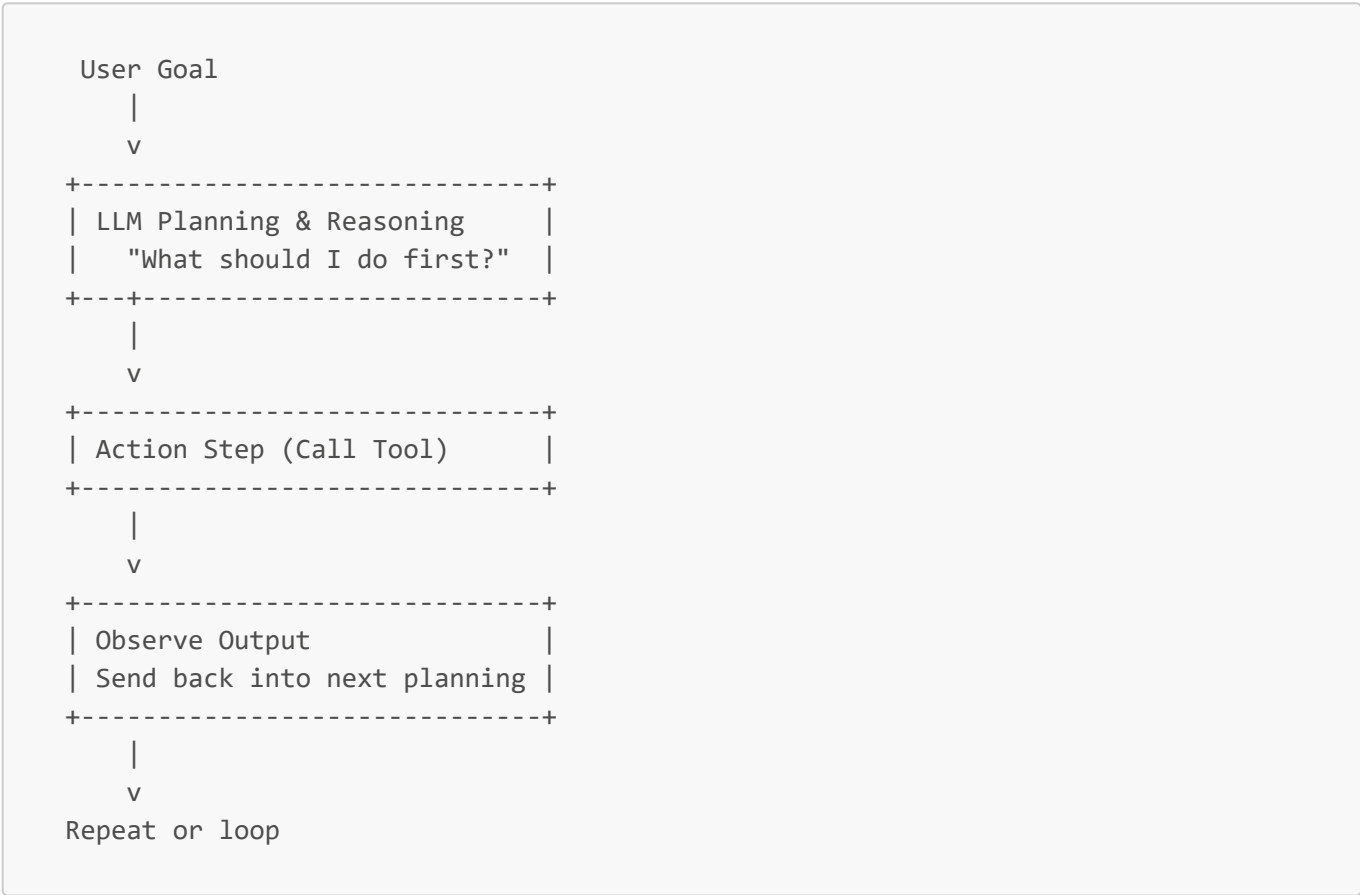 User Goal
|
v
+------------------------------+
| LLM Planning & Reasoning     |
|   "What should I do first?"  |
+---+--------------------------+
|
v
+------------------------------+
| Action Step (Call Tool)      |
+------------------------------+
|
v
+------------------------------+
| Observe Output               |
| Send back into next planning |
+------------------------------+
|
v
Repeat or loop